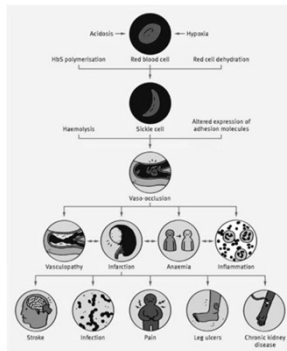 Acidosis
Hypoxia
HbS polymerisation
Red blood cell
Red cell dehydration
Haemolysis
Sickle cell
Altered expression of
adhesion molecules
Vaso-occlusion
Vasculopathy
Infarction
Anaemia
Inflammation
Stroke
Infection
Pain
Leg ulcers
Chronic kidney
disease